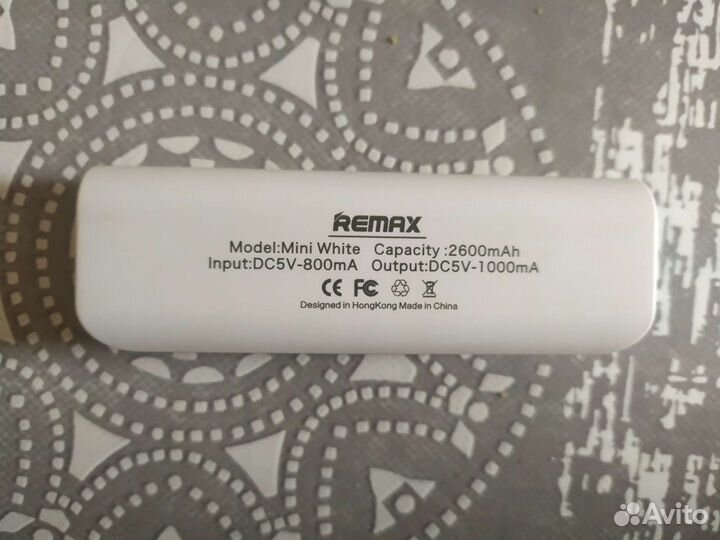 REMAX
Model:Mini White Capacity :2600mAh
Input:DC5V-800mA Output:DC5V-1000mA
CE FC
Designed in HongKong Made in China
Avito